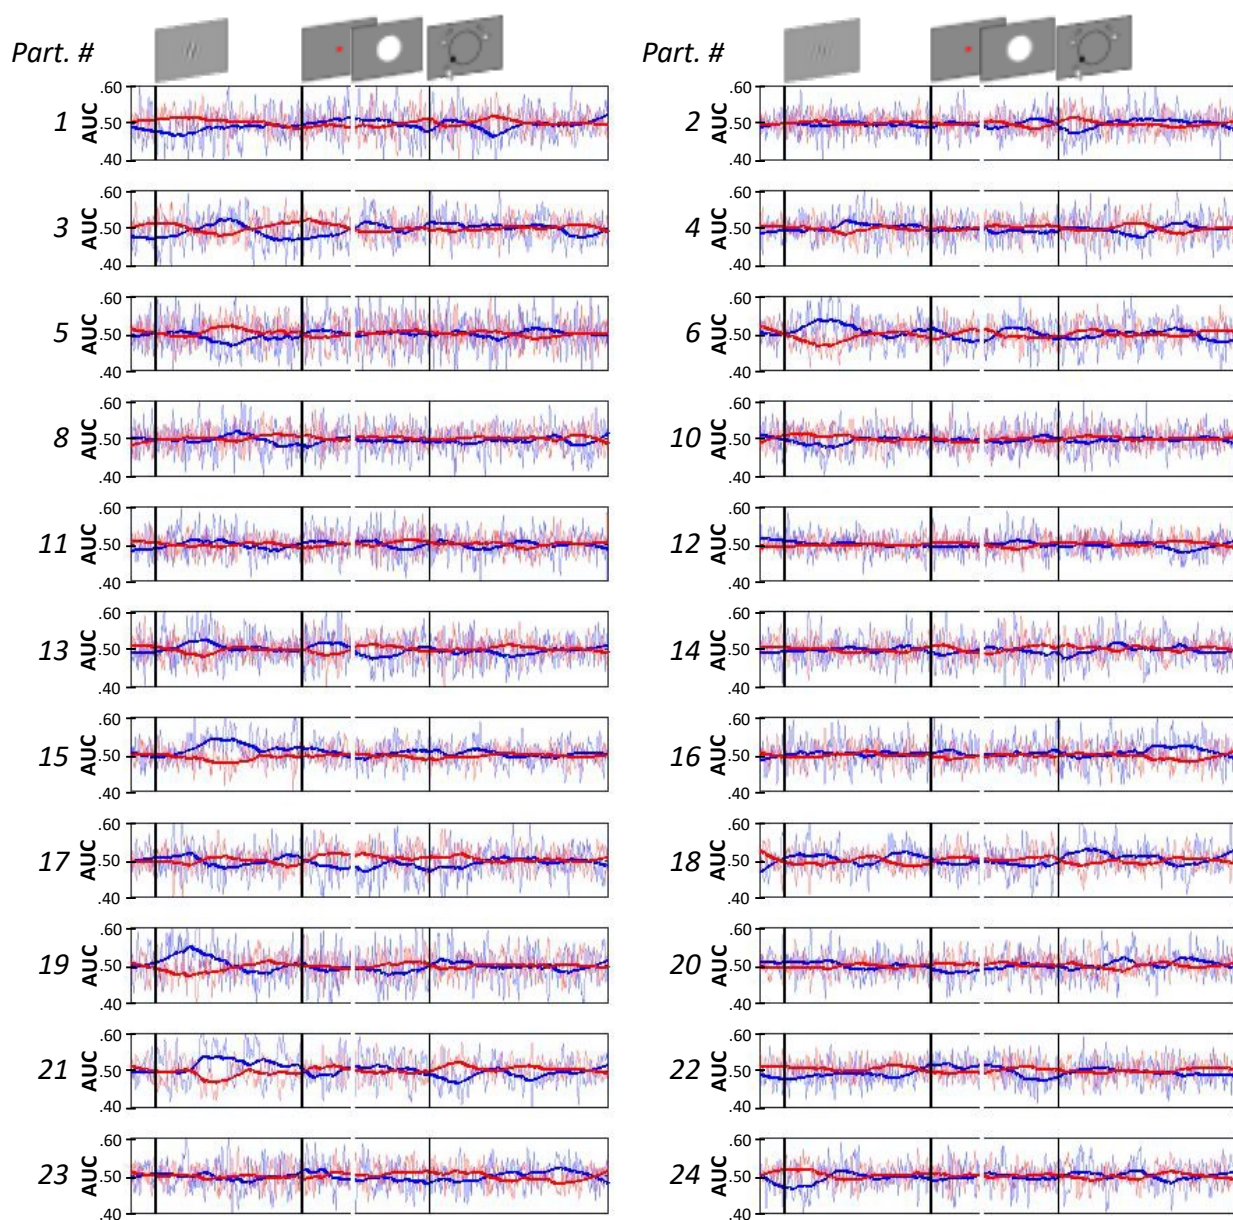 Part. # Part. #
1 AUC .60 .50 .40 2 AUC .60 .50 .40
3 AUC .60 .50 .40 4 AUC .60 .50 .40
5 AUC .60 .50 .40 6 AUC .60 .50 .40
8 AUC .60 .50 .40 10 AUC .60 .50 .40
11 AUC .60 .50 .40 12 AUC .60 .50 .40
13 AUC .60 .50 .40 14 AUC .60 .50 .40
15 AUC .60 .50 .40 16 AUC .60 .50 .40
17 AUC .60 .50 .40 18 AUC .60 .50 .40
19 AUC .60 .50 .40 20 AUC .60 .50 .40
21 AUC .60 .50 .40 22 AUC .60 .50 .40
23 AUC .60 .50 .40 24 AUC .60 .50 .40